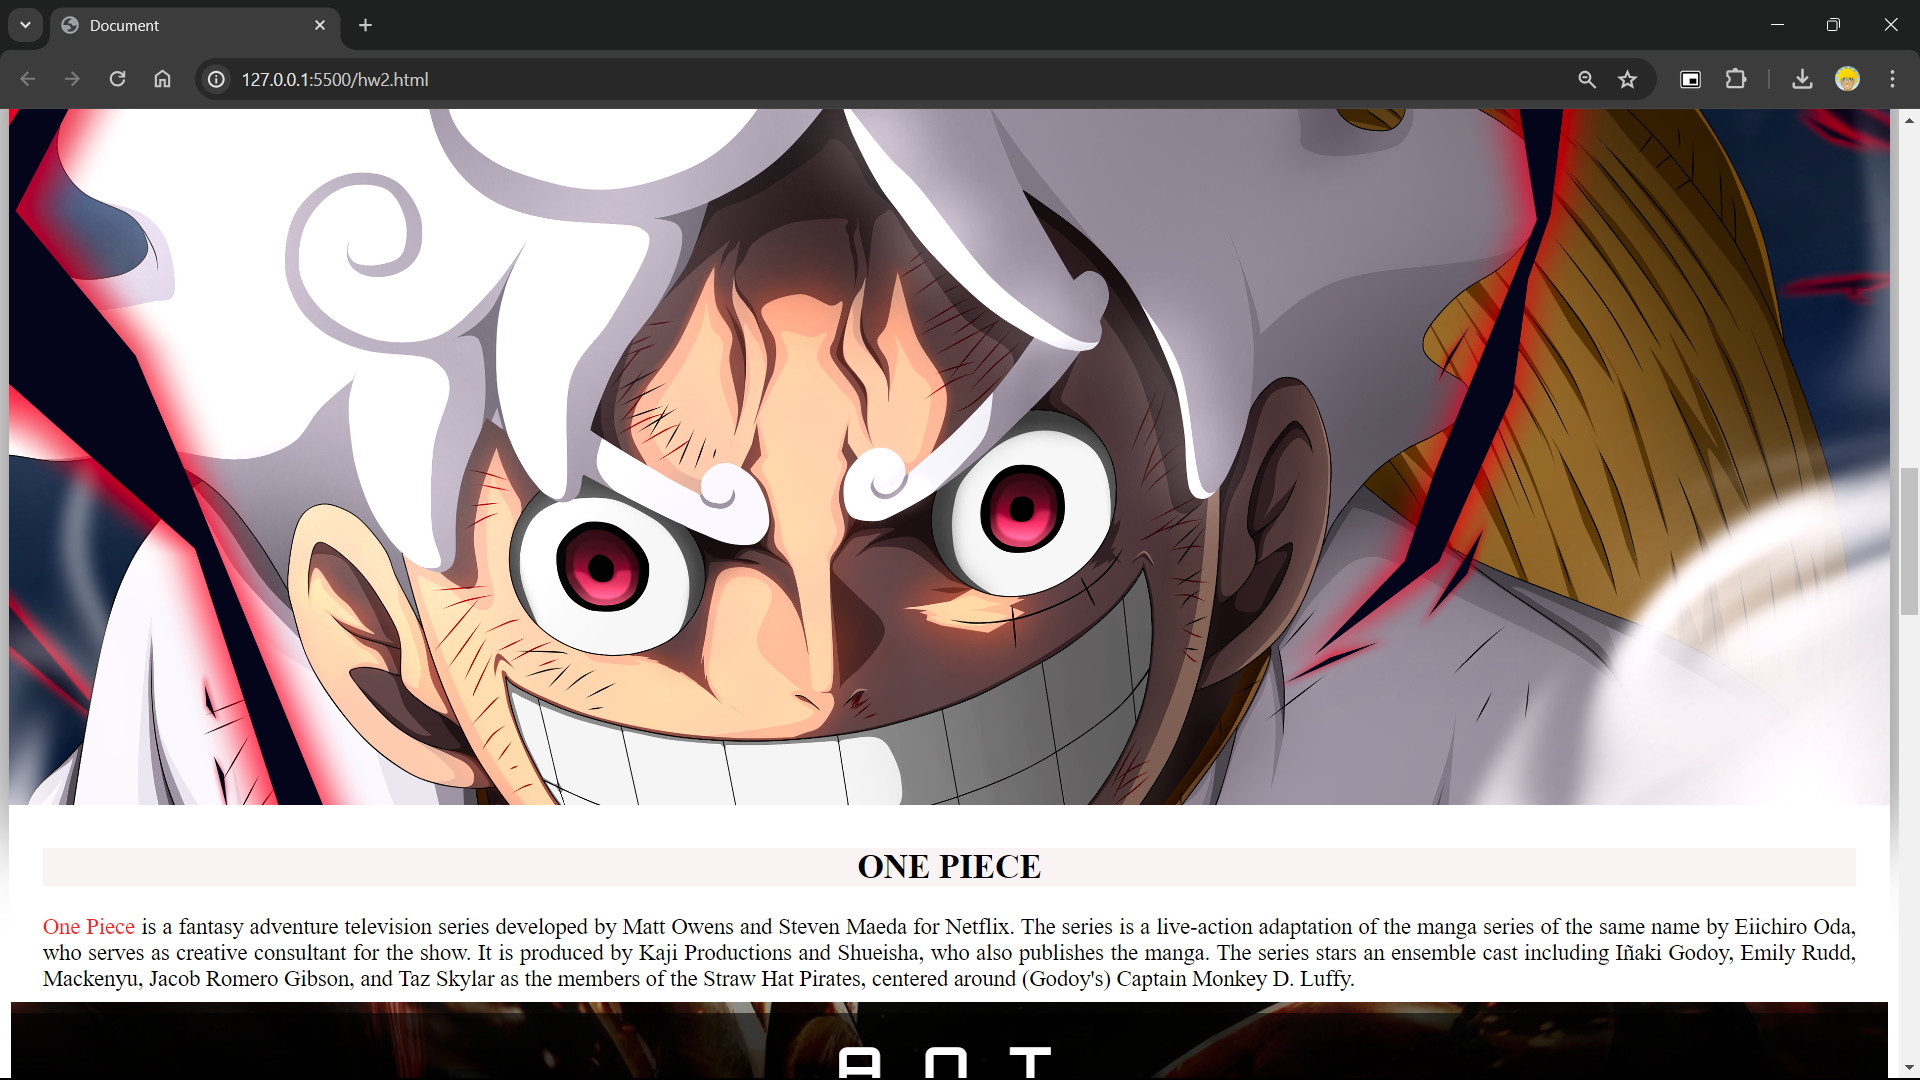 Document
127.0.0.1:5500/hw2.html
ONE PIECE
One Piece is a fantasy adventure television series developed by Matt Owens and Steven Maeda for Netflix. The series is a live-action adaptation of the manga series of the same name by Eiichiro Oda,
who serves as creative consultant for the show. It is produced by Kaji Productions and Shueisha, who also publishes the manga. The series stars an ensemble cast including Iñaki Godoy, Emily Rudd,
Mackenyu, Jacob Romero Gibson, and Taz Skylar as the members of the Straw Hat Pirates, centered around (Godoy's) Captain Monkey D. Luffy.